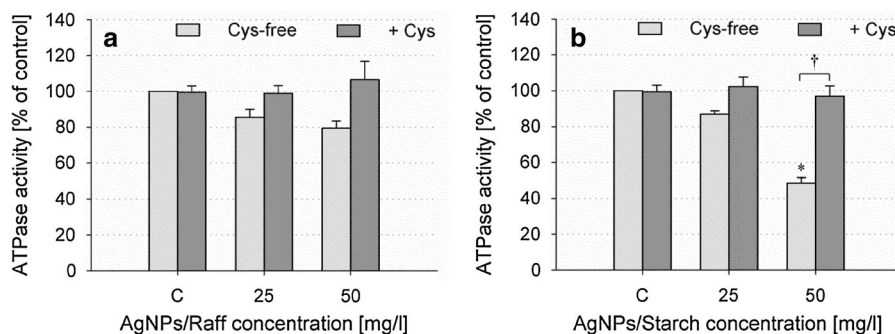 a
Cys-free
+ Cys
ATPase activity [% of control]
140
120
100
80
60
40
20
0
C
25
50
AgNPs/Raff concentration [mg/l]
b
Cys-free
+ Cys
†
*
ATPase activity [% of control]
140
120
100
80
60
40
20
0
C
25
50
AgNPs/Starch concentration [mg/l]